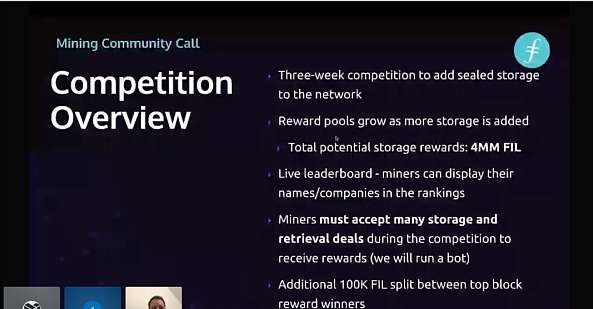 Mining Community Call
Competition
Overview
Three-week competition to add sealed storage
to the network
Reward pools grow as more storage is added
Total potential storage rewards: 4MM FIL
Live leaderboard - miners can display their
names/companies in the rankings
Miners must accept many storage and
retrieval deals during the competition to
receive rewards (we will run a bot)
Additional 100K FIL split between top block
reward winners